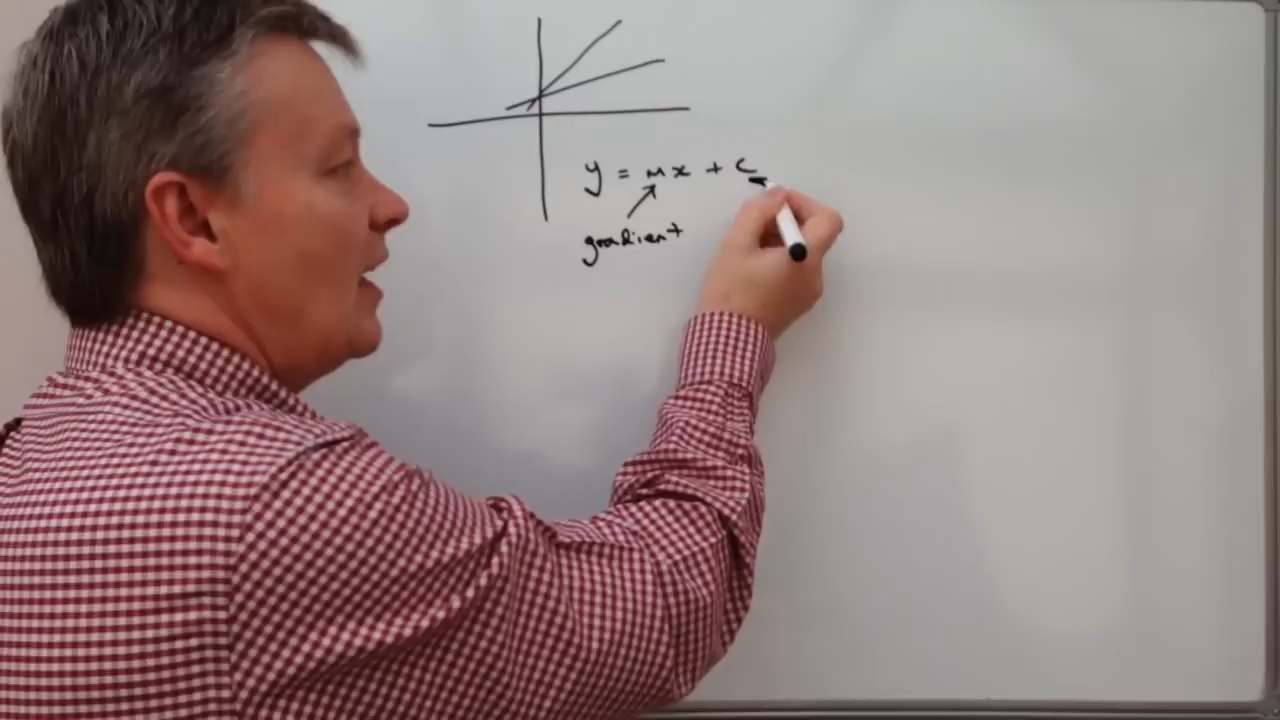 y = mx + c
gradient